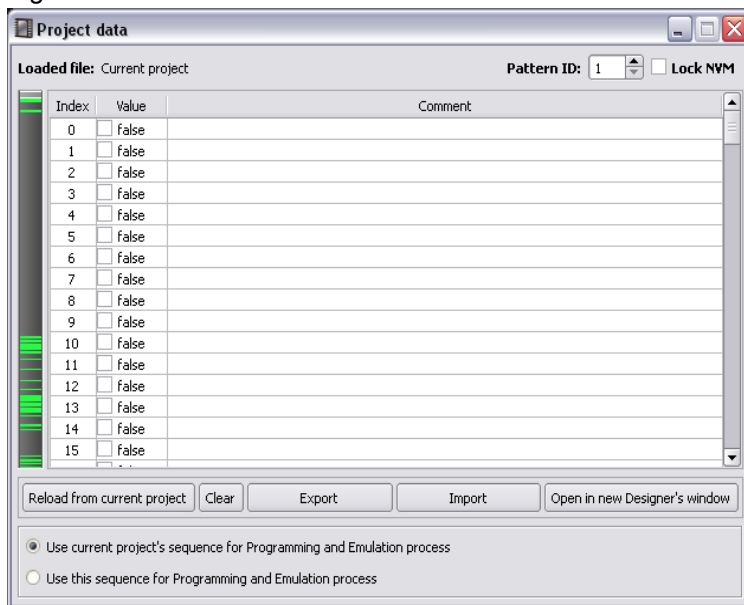 Project data
Loaded file: Current project Pattern ID: 1 Lock NVM
Index Value Comment
0 false
1 false
2 false
3 false
4 false
5 false
6 false
7 false
8 false
9 false
10 false
11 false
12 false
13 false
14 false
15 false
Reload from current project Clear Export Import Open in new Designer's window
Use current project's sequence for Programming and Emulation process
Use this sequence for Programming and Emulation process